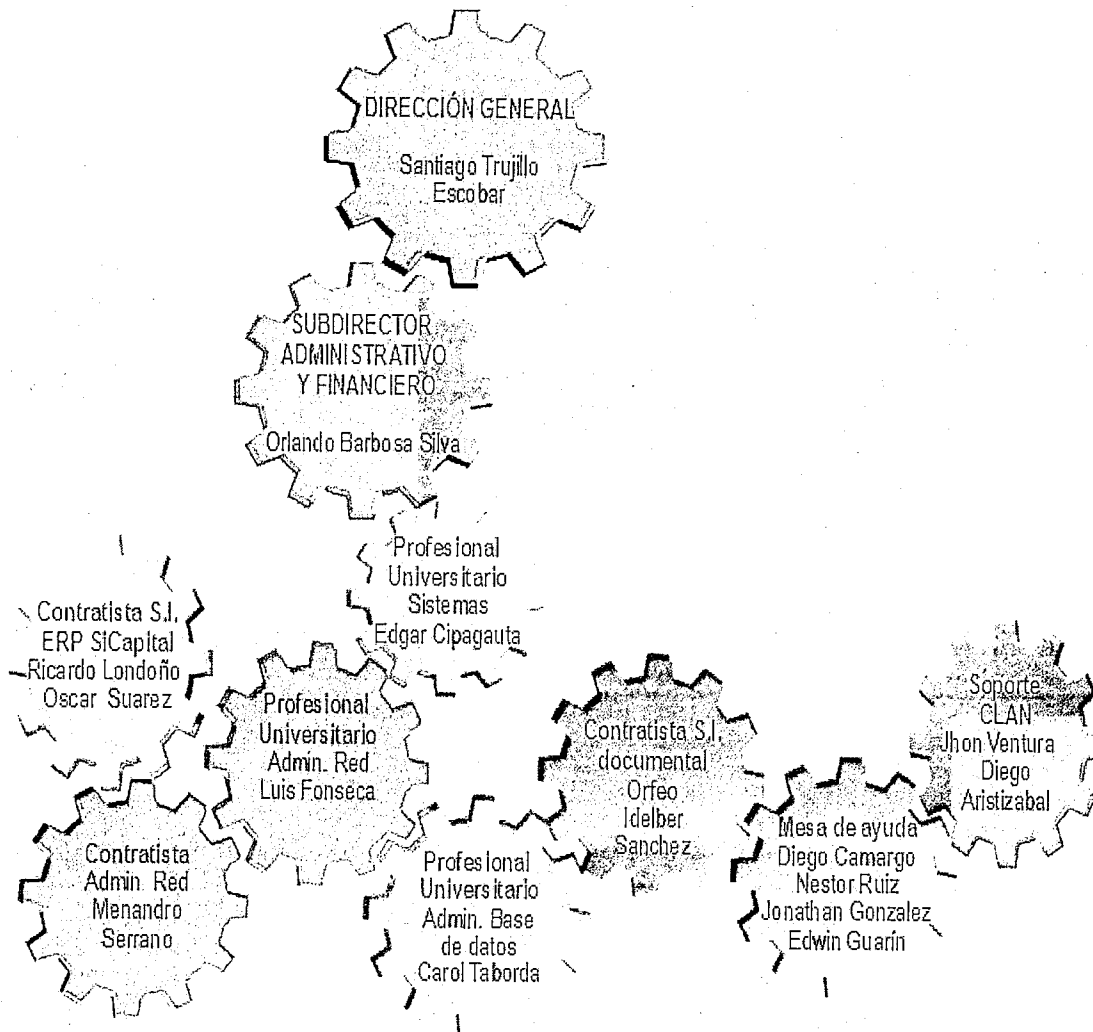 DIRECCIÓN GENERAL
Santiago Trujillo
Escobar
SUBDIRECTOR
ADMINISTRATIVO
Y FINANCIERO
Orlando Barbosa Silva
Profesional
Universitario
Sistemas
Edgar Cipagauta
Contratista S.I.
ERP SiCapital
Ricardo Londoño
Oscar Suarez
Profesional
Universitario
Admin. Red
Luis Fonseca
Contratista S.I.
documental
Orfeo
Idelber
Sanchez
Soporte
CLAN
Jhon Ventura
Diego
Aristizabal
Contratista
Admin. Red
Menandro
Serrano
Profesional
Universitario
Admin. Base
de datos
Carol Taborda
Mesa de ayuda
Diego Camargo
Nestor Ruiz
Jonathan Gonzalez
Edwin Guarín